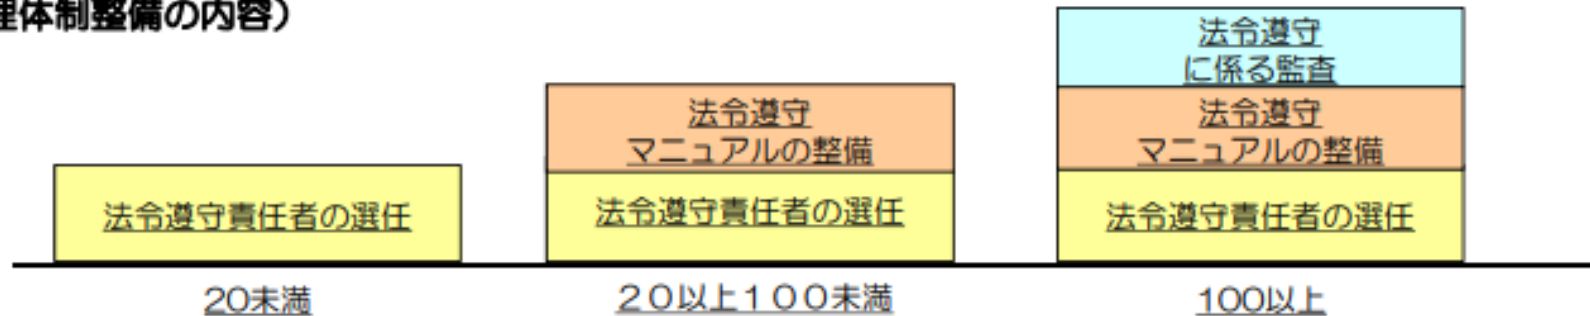 理体制整備の内容）
法令遵守
に係る監査
法令遵守
マニュアルの整備
法令遵守
マニュアルの整備
法令遵守責任者の選任
法令遵守責任者の選任
法令遵守責任者の選任
20未満
２０以上１００未満
100以上